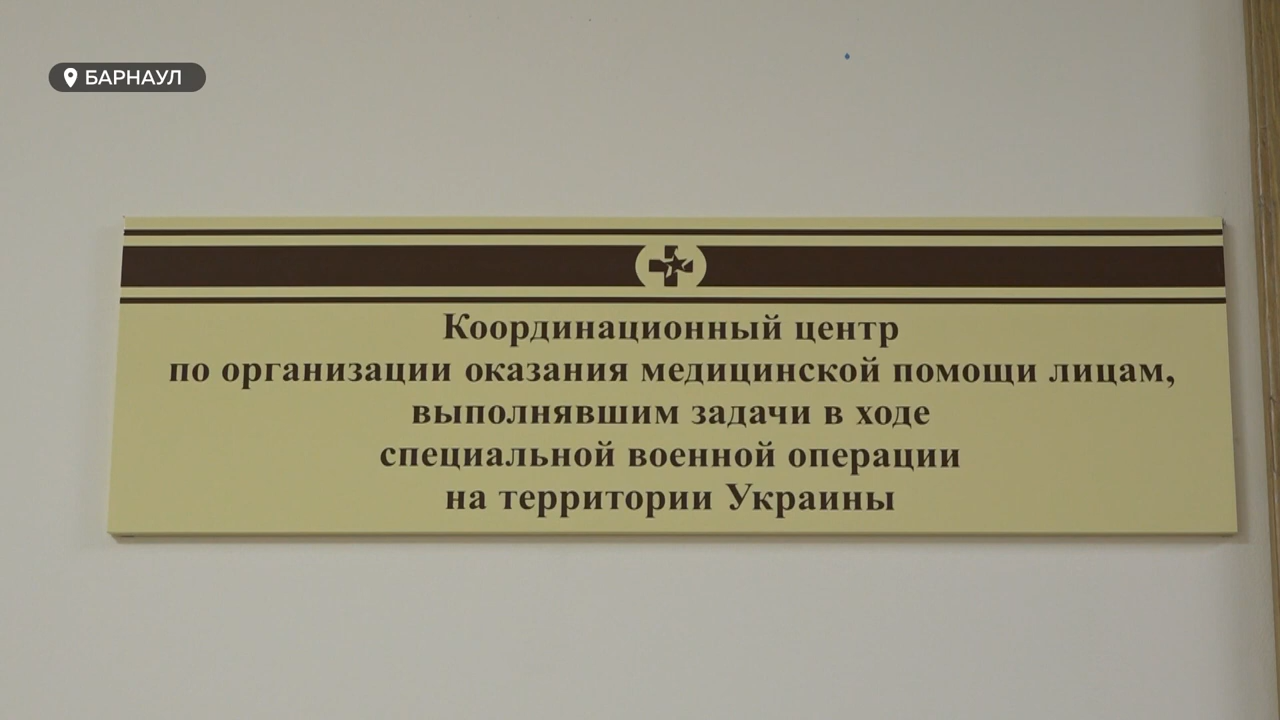 БАРНАУЛ
Координационный центр
по организации оказания медицинской помощи лицам,
выполнявшим задачи в ходе
специальной военной операции
на территории Украины